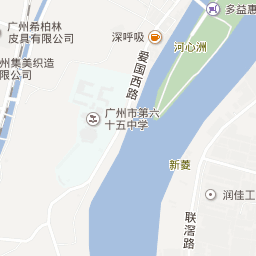 广州希柏林
皮具有限公司
深呼吸
多益惠
河心洲
爱国西路
州集美织造
有限公司
广州市第六
十五中学
新菱
润佳工
联滘路